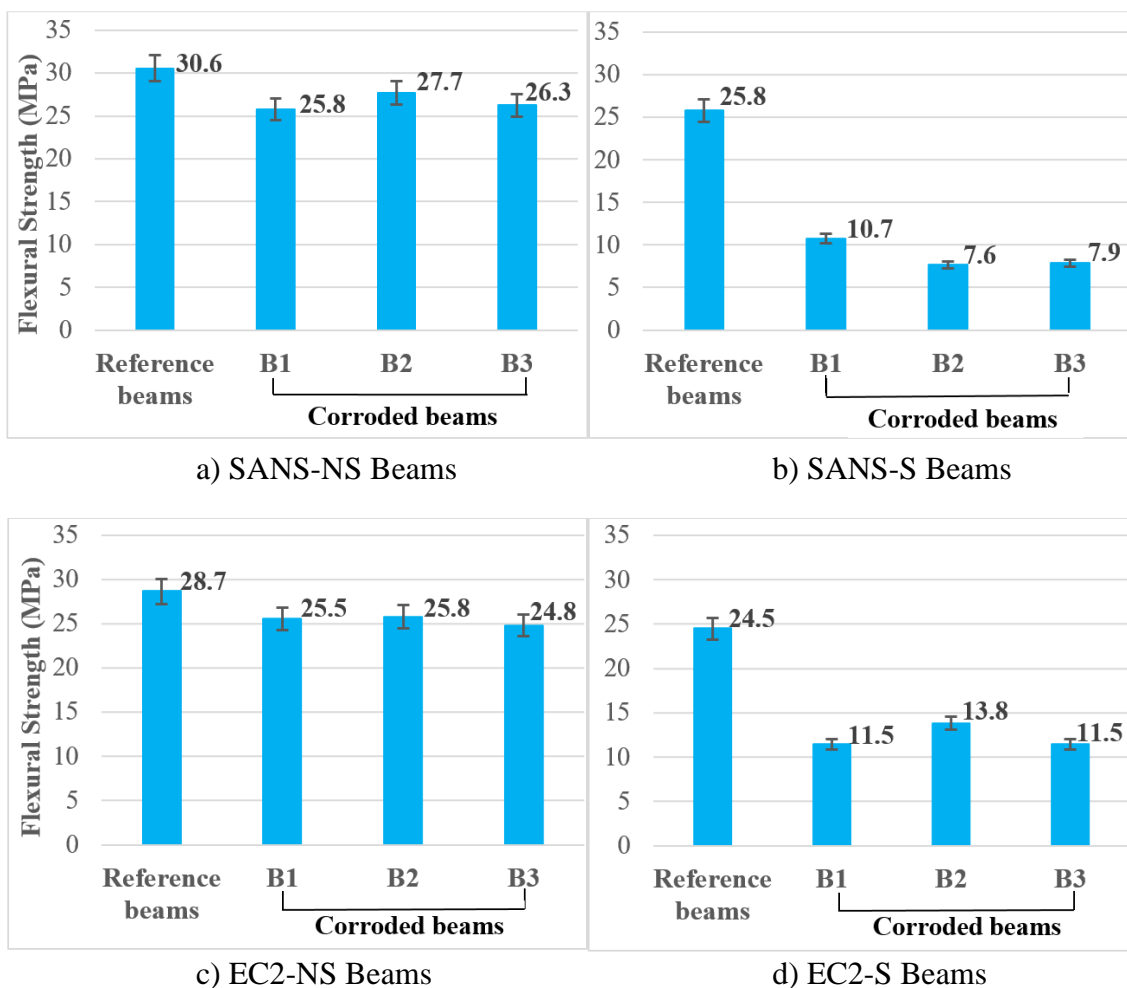 Flexural Strength (MPa)
35
30
25
20
15
10
5
0
30.6
25.8
27.7
26.3
Reference
beams
B1
B2
B3
Corroded beams
a) SANS-NS Beams
35
30
25
20
15
10
5
0
25.8
10.7
7.6
7.9
Reference
beams
B1
B2
B3
Corroded beams
b) SANS-S Beams
Flexural Strength (MPa)
35
30
25
20
15
10
5
0
28.7
25.5
25.8
24.8
Reference
beams
B1
B2
B3
Corroded beams
c) EC2-NS Beams
35
30
25
20
15
10
5
0
24.5
11.5
13.8
11.5
Reference
beams
B1
B2
B3
Corroded beams
d) EC2-S Beams